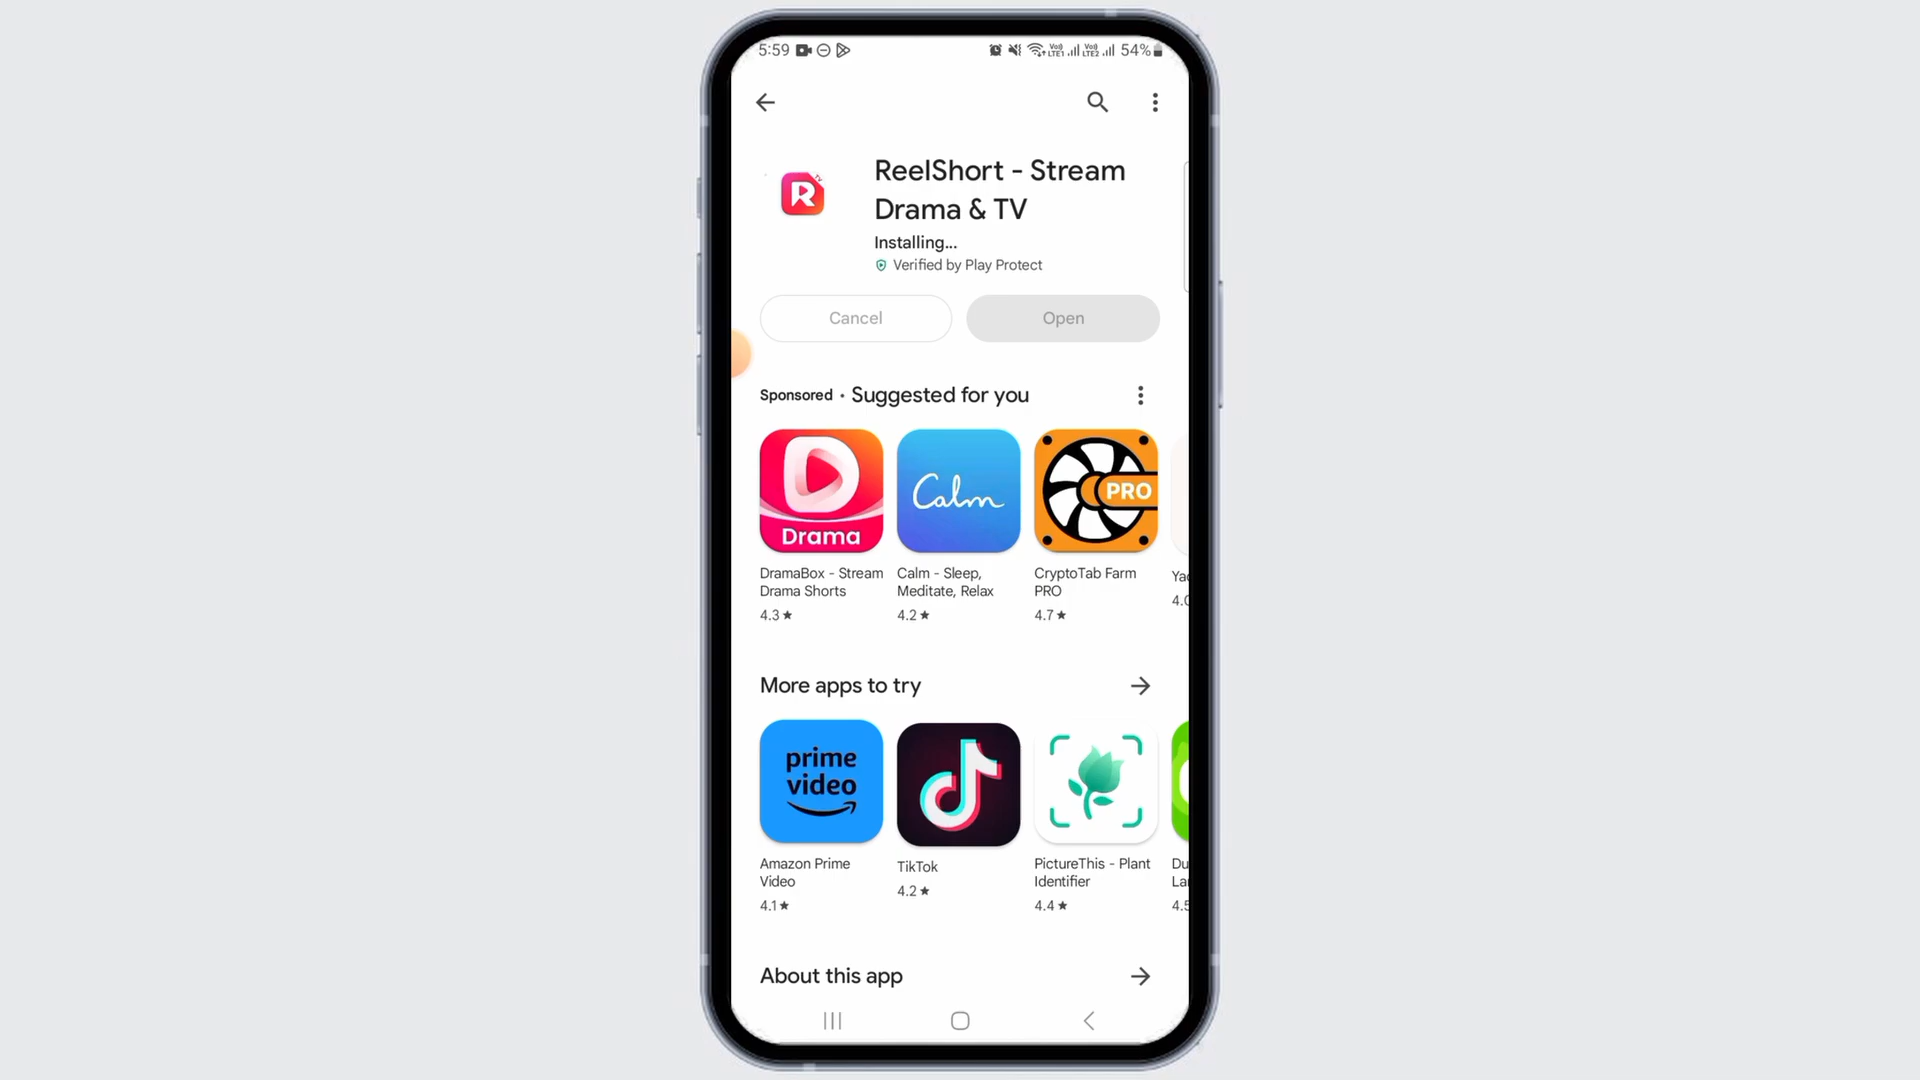 5:59 54%
ReelShort - Stream
Drama & TV
Installing...
Verified by Play Protect
Cancel Open
Sponsored • Suggested for you
Drama
Calm
PRO
DramaBox - Stream
Drama Shorts
4.3★
Calm - Sleep,
Meditate, Relax
4.2★
CryptoTab Farm
PRO
4.7★
More apps to try
prime
video
Amazon Prime
Video
4.1★
TikTok
4.2★
PictureThis - Plant
Identifier
4.4★
Du
4.5
About this app